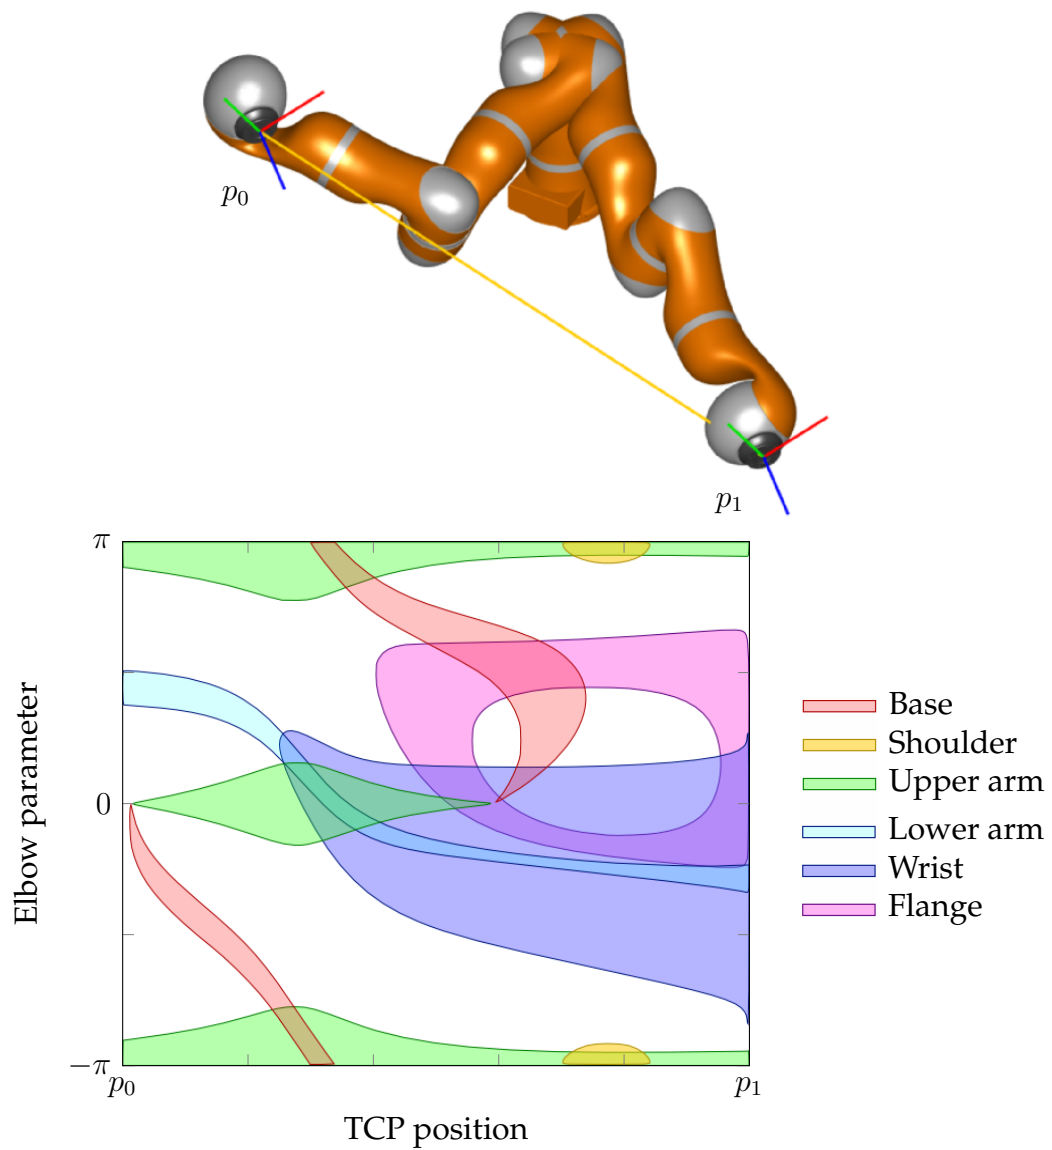 p₀
p₁
π
0
−π
Elbow parameter
p₀
p₁
TCP position
Base
Shoulder
Upper arm
Lower arm
Wrist
Flange